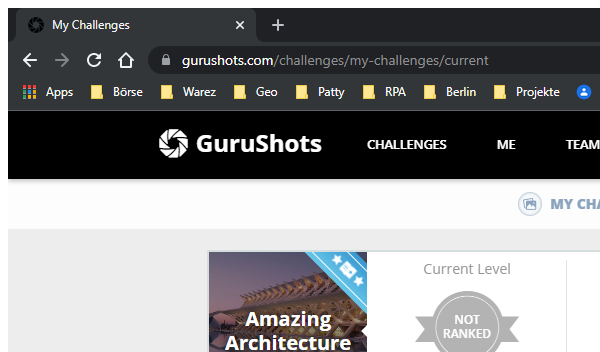 My Challenges
gurushots.com/challenges/my-challenges/current
Apps Börse Warez Geo Patty RPA Berlin Projekte
GuruShots CHALLENGES ME TEAM
MY CHA
Current Level
Amazing
Architecture
NOT
RANKED